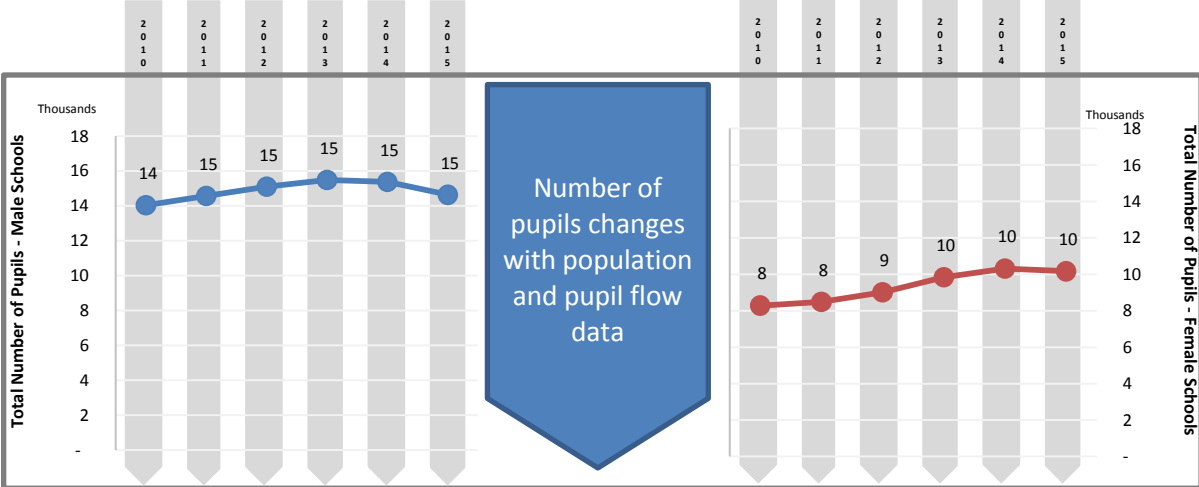 2010 2011 2012 2013 2014 2015
2010 2011 2012 2013 2014 2015
Total Number of Pupils - Male Schools
Thousands
18
16
14
12
10
8
6
4
2
-
14 15 15 15 15 15
Number of
pupils changes
with population
and pupil flow
data
8 8 9 10 10 10
Thousands
18
16
14
12
10
8
6
4
2
-
Total Number of Pupils - Female Schools